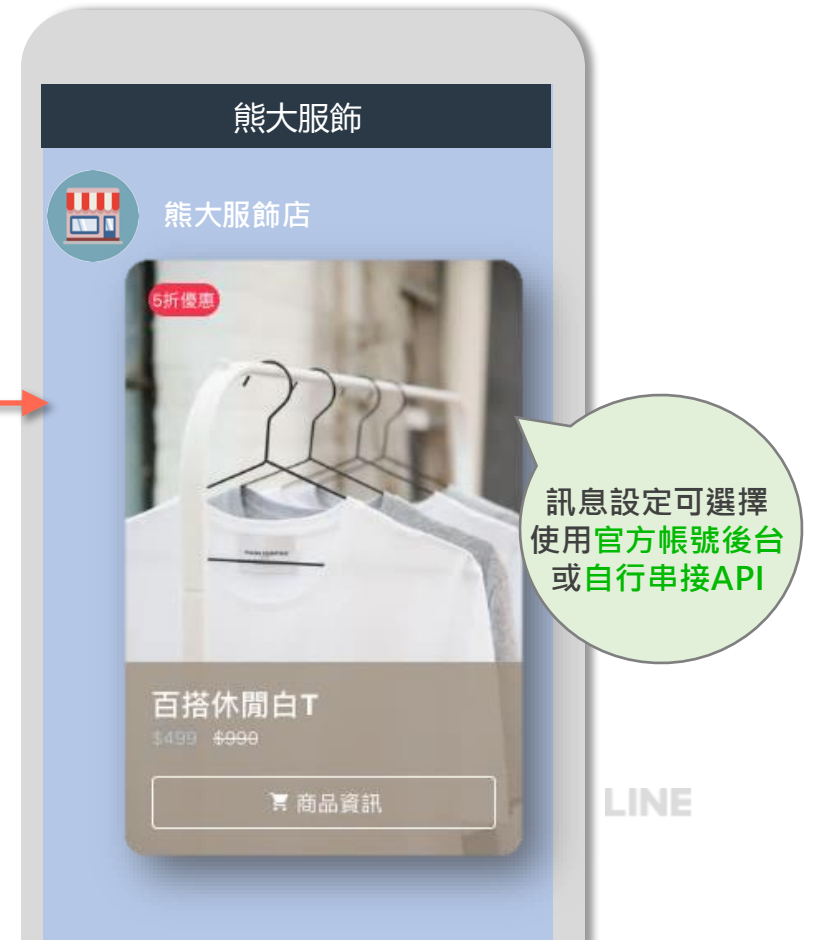 熊大服飾
熊大服飾店
5折優惠
訊息設定可選擇
使用官方帳號後台
或自行串接API
百搭休閒白T
$499 $990
商品資訊
LINE